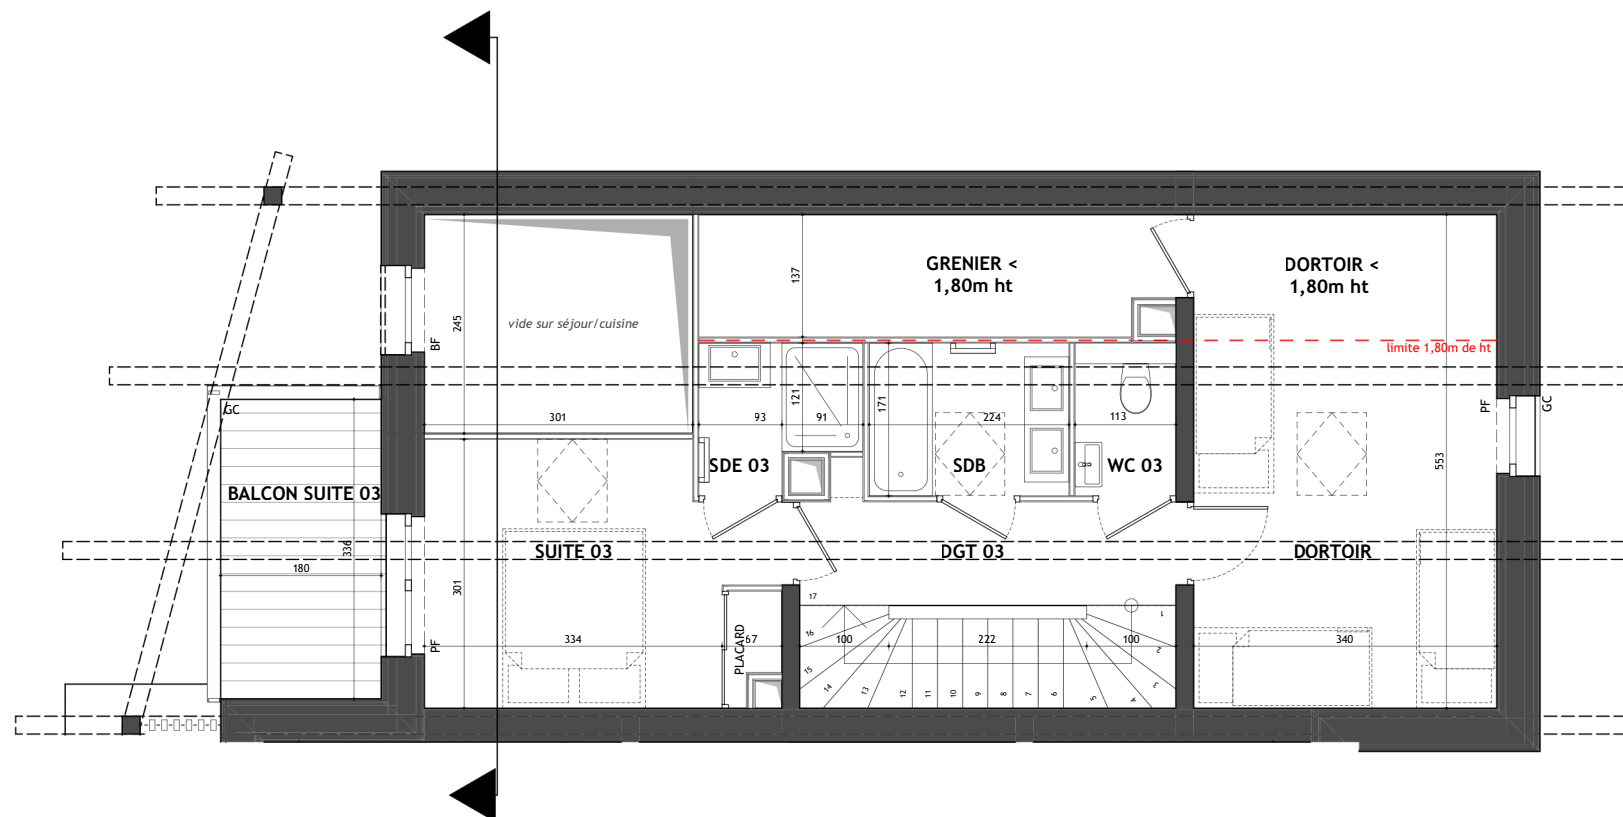 GRENIER <
1,80m ht
DORTOIR <
1,80m ht
137
245
vide sur séjour/cuisine
BF
limite 1,80m de ht
GC
301
93
121
91
171
224
113
PF
GC
553
SDE 03
SDB
WC 03
BALCON SUITE 03
336
180
SUITE 03
DGT 03
DORTOIR
301
PF
334
PLACARD
67
100
222
100
340
17
16
15
14
13
12
11
10
9
8
7
6
5
4
3
2
1